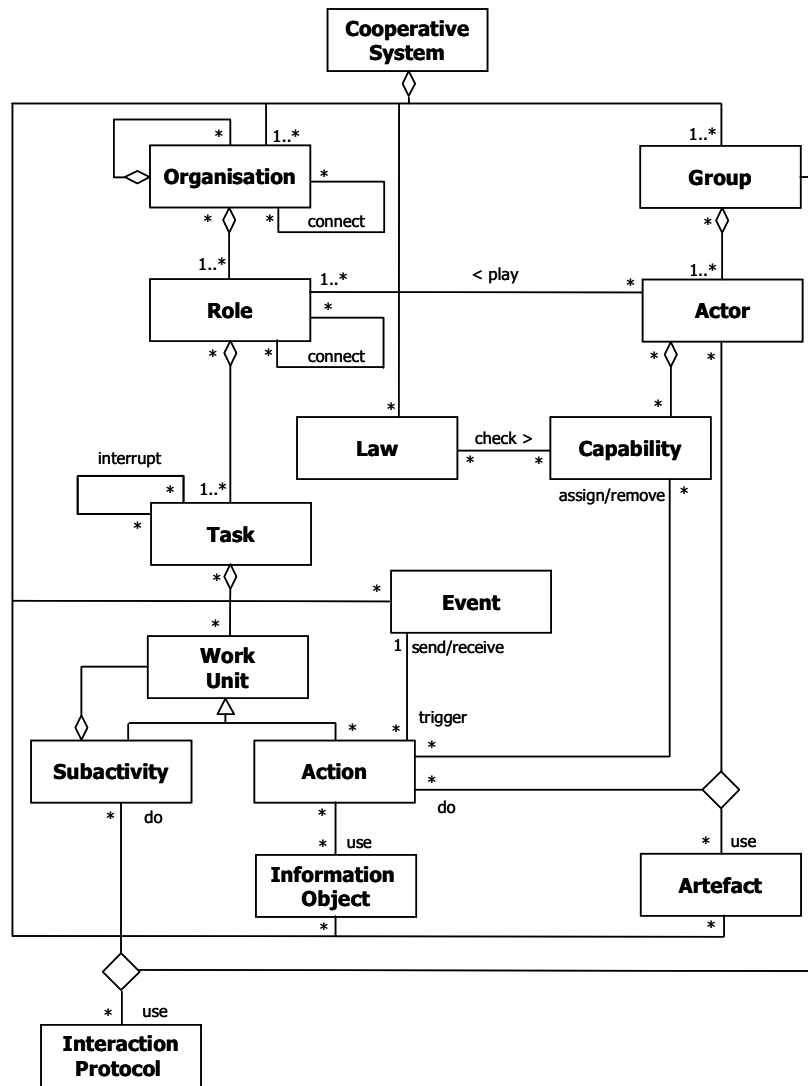 Cooperative
System
*
1..*
1..*
Organisation
*
Group
*
*
connect
*
1..*
1..*
< play
*
1..*
Role
*
Actor
*
*
connect
*
*
*
*
Law
check >
Capability
*
*
interrupt
*
1..*
assign/remove
*
*
Task
*
*
Event
*
Work
Unit
1
send/receive
*
*
trigger
*
Subactivity
Action
*
*
do
*
do
*
use
*
use
Information
Object
Artefact
*
*
*
use
Interaction
Protocol